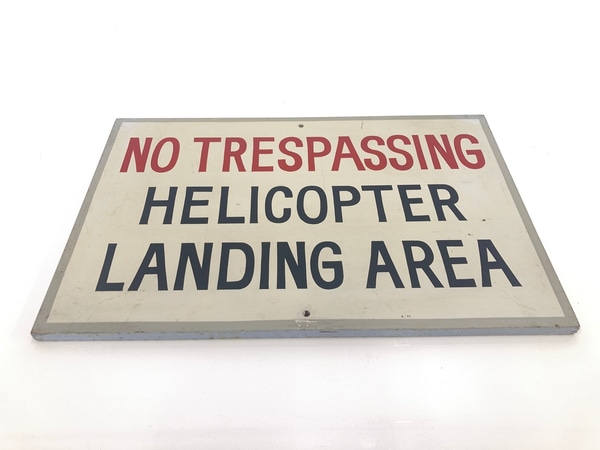 NO TRESPASSING
HELICOPTER
LANDING AREA